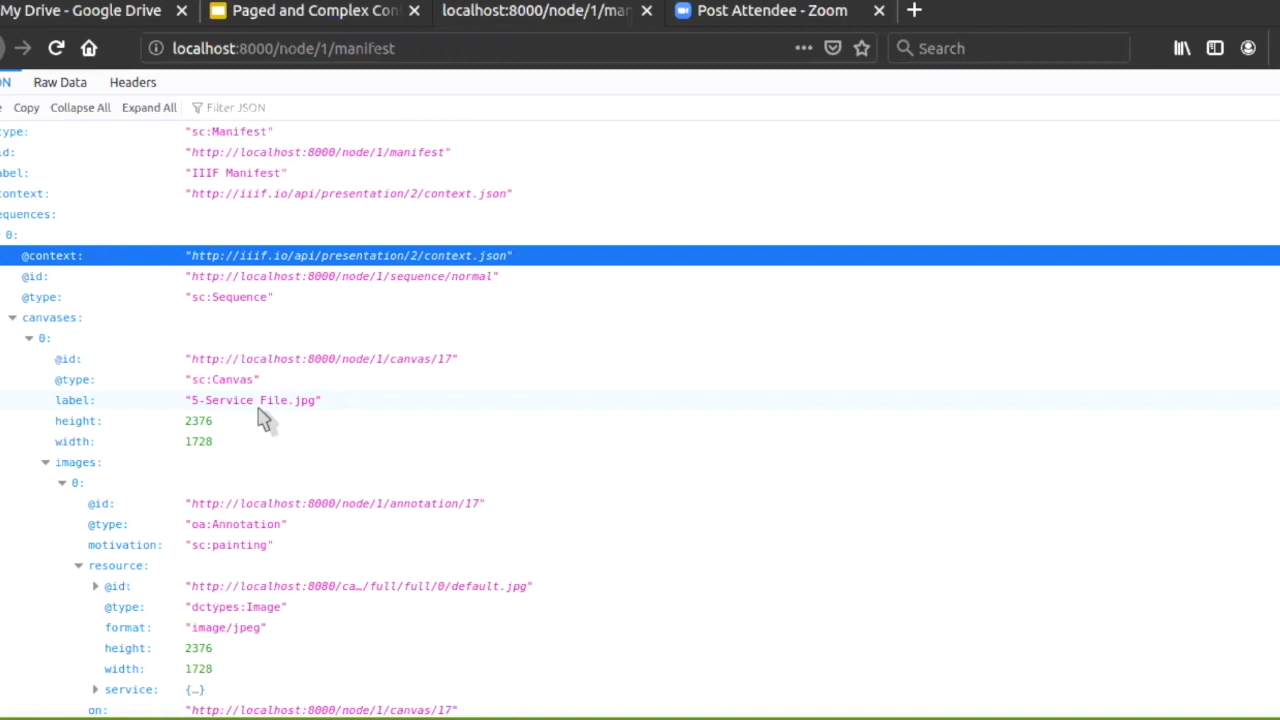 My Drive - Google Drive Paged and Complex Con localhost:8000/node/1/mar Post Attendee - Zoom
localhost:8000/node/1/manifest Search
ON Raw Data Headers
e Copy Collapse All Expand All Filter JSON
type: "sc:Manifest"
id: "http://localhost:8000/node/1/manifest"
abel: "IIIF Manifest"
context: "http://iiif.io/api/presentation/2/context.json"
equences:
0:
@context: "http://iiif.io/api/presentation/2/context.json"
@id: "http://localhost:8000/node/1/sequence/normal"
@type: "sc:Sequence"
canvases:
0:
@id: "http://localhost:8000/node/1/canvas/17"
@type: "sc:Canvas"
label: "5-Service File.jpg"
height: 2376
width: 1728
images:
0:
@id: "http://localhost:8000/node/1/annotation/17"
@type: "oa:Annotation"
motivation: "sc:painting"
resource:
@id: "http://localhost:8080/ca…/full/full/0/default.jpg"
@type: "dctypes:Image"
format: "image/jpeg"
height: 2376
width: 1728
service: {…}
on: "http://localhost:8000/node/1/canvas/17"